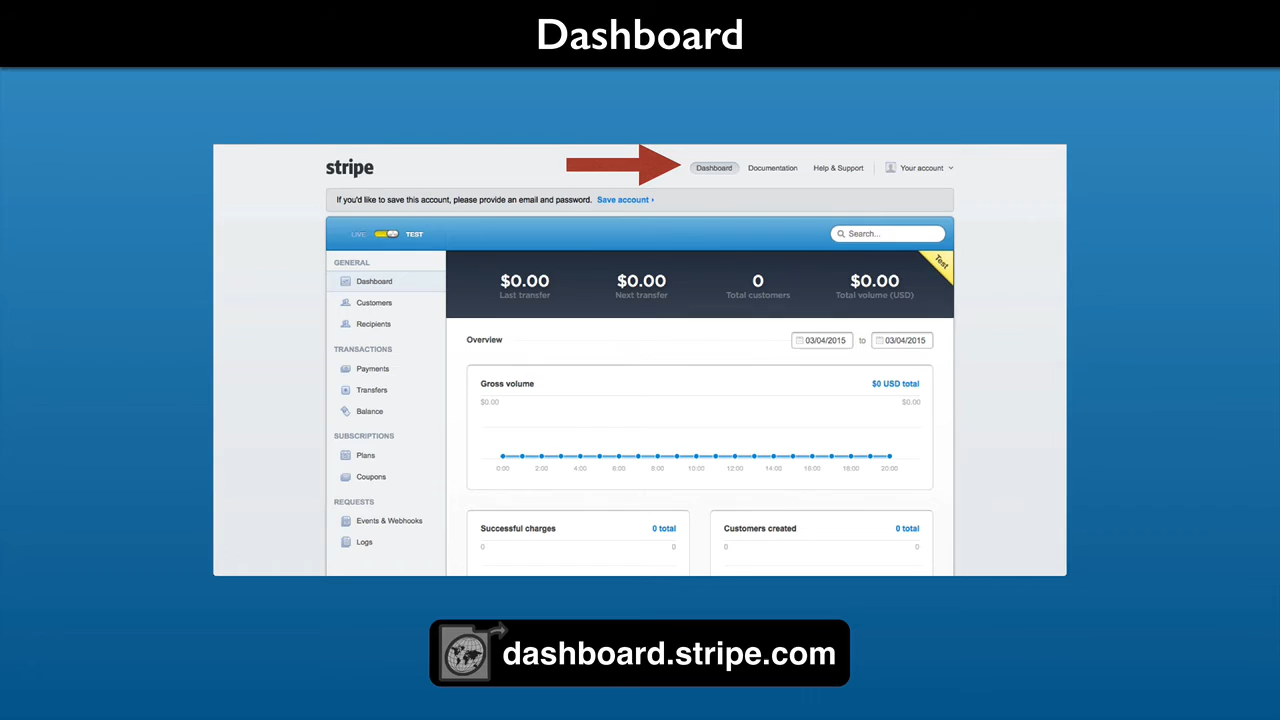 Dashboard
stripe
Dashboard Documentation Help & Support Your account
If you'd like to save this account, please provide an email and password. Save account ›
LIVE TEST Search...
GENERAL
Dashboard
Customers
Recipients
TRANSACTIONS
Payments
Transfers
Balance
SUBSCRIPTIONS
Plans
Coupons
REQUESTS
Events & Webhooks
Logs
$0.00 $0.00 0 $0.00
Last transfer Next transfer Total customers Total volume (USD)
Test
Overview 03/04/2015 to 03/04/2015
Gross volume $0 USD total
$0.00 $0.00
0:00 2:00 4:00 6:00 8:00 10:00 12:00 14:00 16:00 18:00 20:00
Successful charges 0 total
0 0
Customers created 0 total
0 0
dashboard.stripe.com